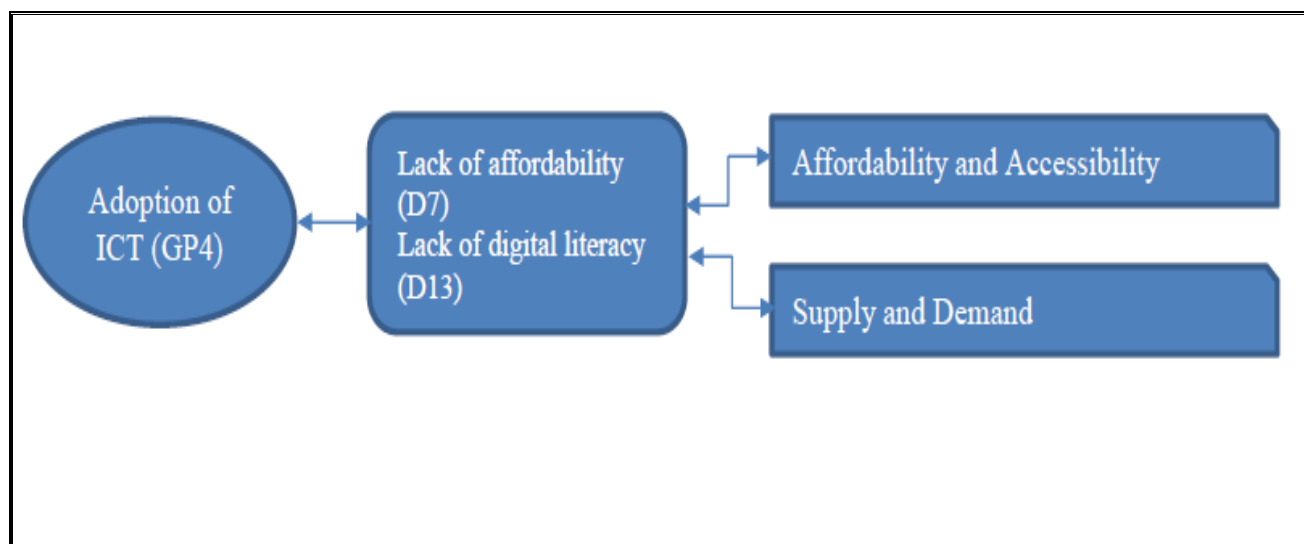 Adoption of
ICT (GP4)
Lack of affordability
(D7)
Lack of digital literacy
(D13)
Affordability and Accessibility
Supply and Demand